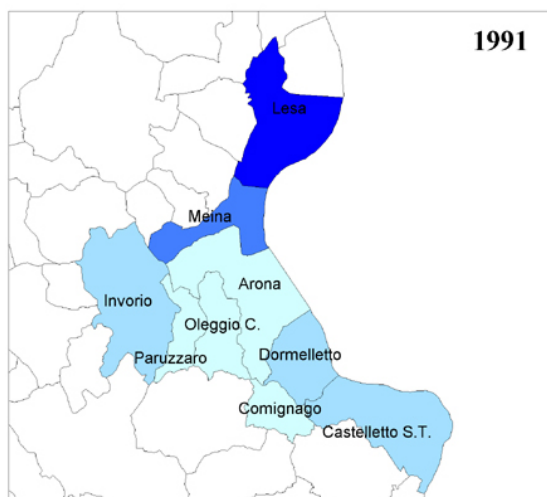 1991
Lesa
Meina
Arona
Invorio
Oleggio C.
Paruzzaro
Dormelletto
Comignago
Castelletto S.T.